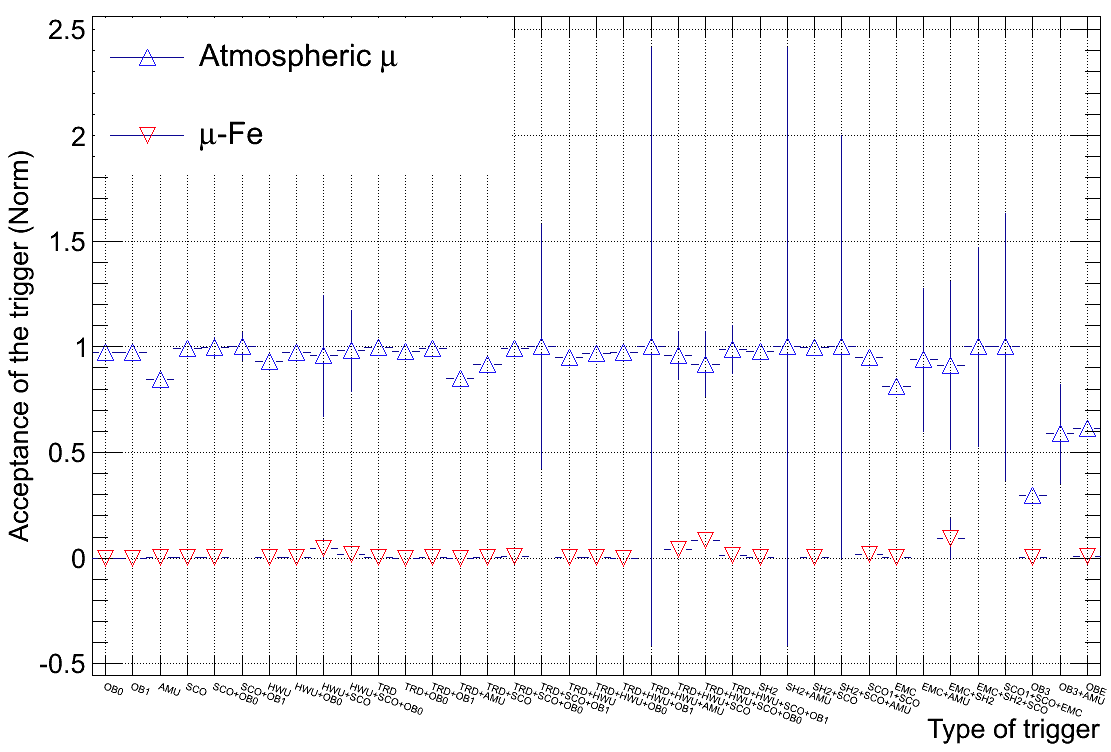 2.5
Atmospheric μ
2
μ-Fe
1.5
1
0.5
0
-0.5
Acceptance of the trigger (Norm)
OB0
OB1
AMU
SCO
SCO+OB0
SCO+OB1
HWU
HWU+OB0
HWU+SCO
HWU+SCO+OB0
TRD
TRD+OB0
TRD+OB1
TRD+AMU
TRD+SCO
TRD+SCO+OB0
TRD+SCO+OB1
TRD+HWU
TRD+HWU+OB0
TRD+HWU+OB1
TRD+HWU+AMU
TRD+HWU+SCO
TRD+HWU+SCO+OB0
TRD+HWU+SCO+OB1
SH2
SH2+AMU
SH2+SCO
SH2+SCO+AMU
SCO1+SCO
EMC
EMC+AMU
EMC+SH2
EMC+SH2+SCO
SCO1+SCO+EMC
OB3
OB3+AMU
OBE
Type of trigger